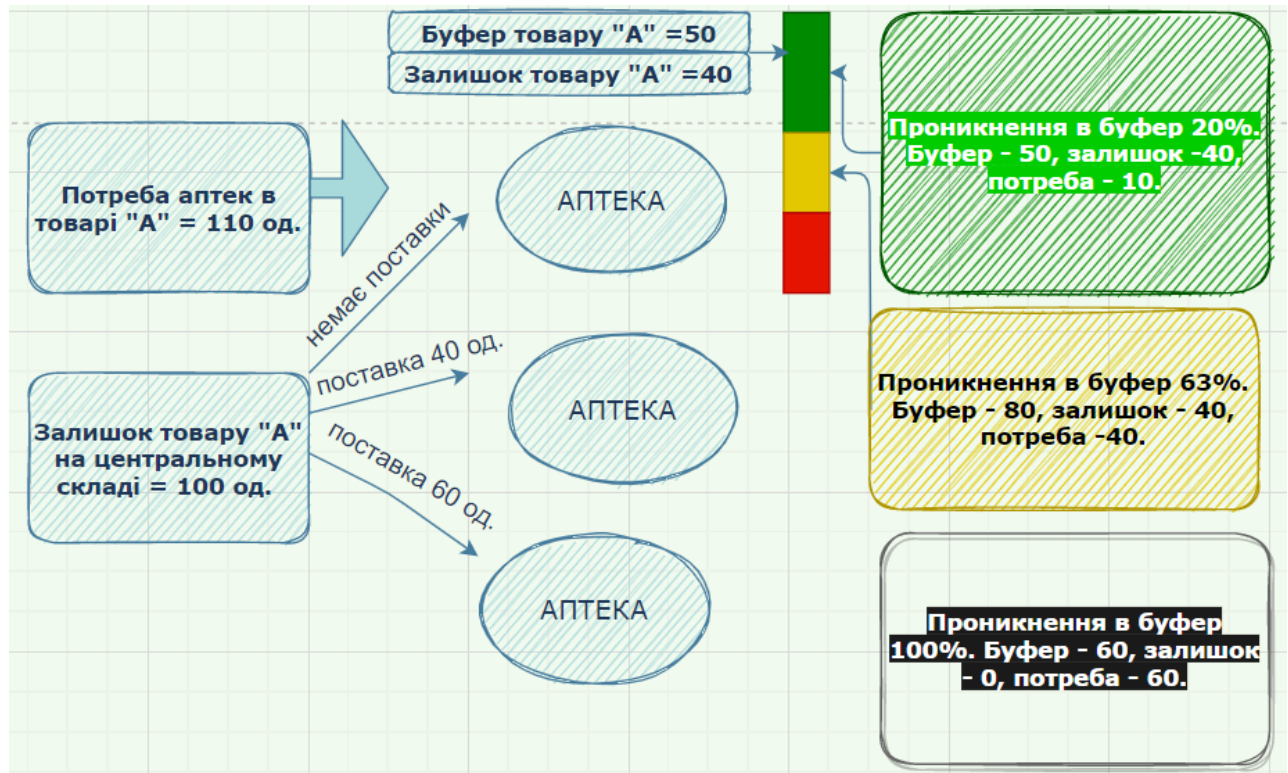 Буфер товару "А" =50
Залишок товару "А" =40
Потреба аптек в
товарі "А" = 110 од.
АПТЕКА
Проникнення в буфер 20%.
Буфер - 50, залишок -40,
потреба - 10.
немає поставки
поставка 40 од.
поставка 60 од.
Залишок товару "А"
на центральному
складі = 100 од.
АПТЕКА
Проникнення в буфер 63%.
Буфер - 80, залишок - 40,
потреба -40.
АПТЕКА
Проникнення в буфер
100%. Буфер - 60, залишок
- 0, потреба - 60.